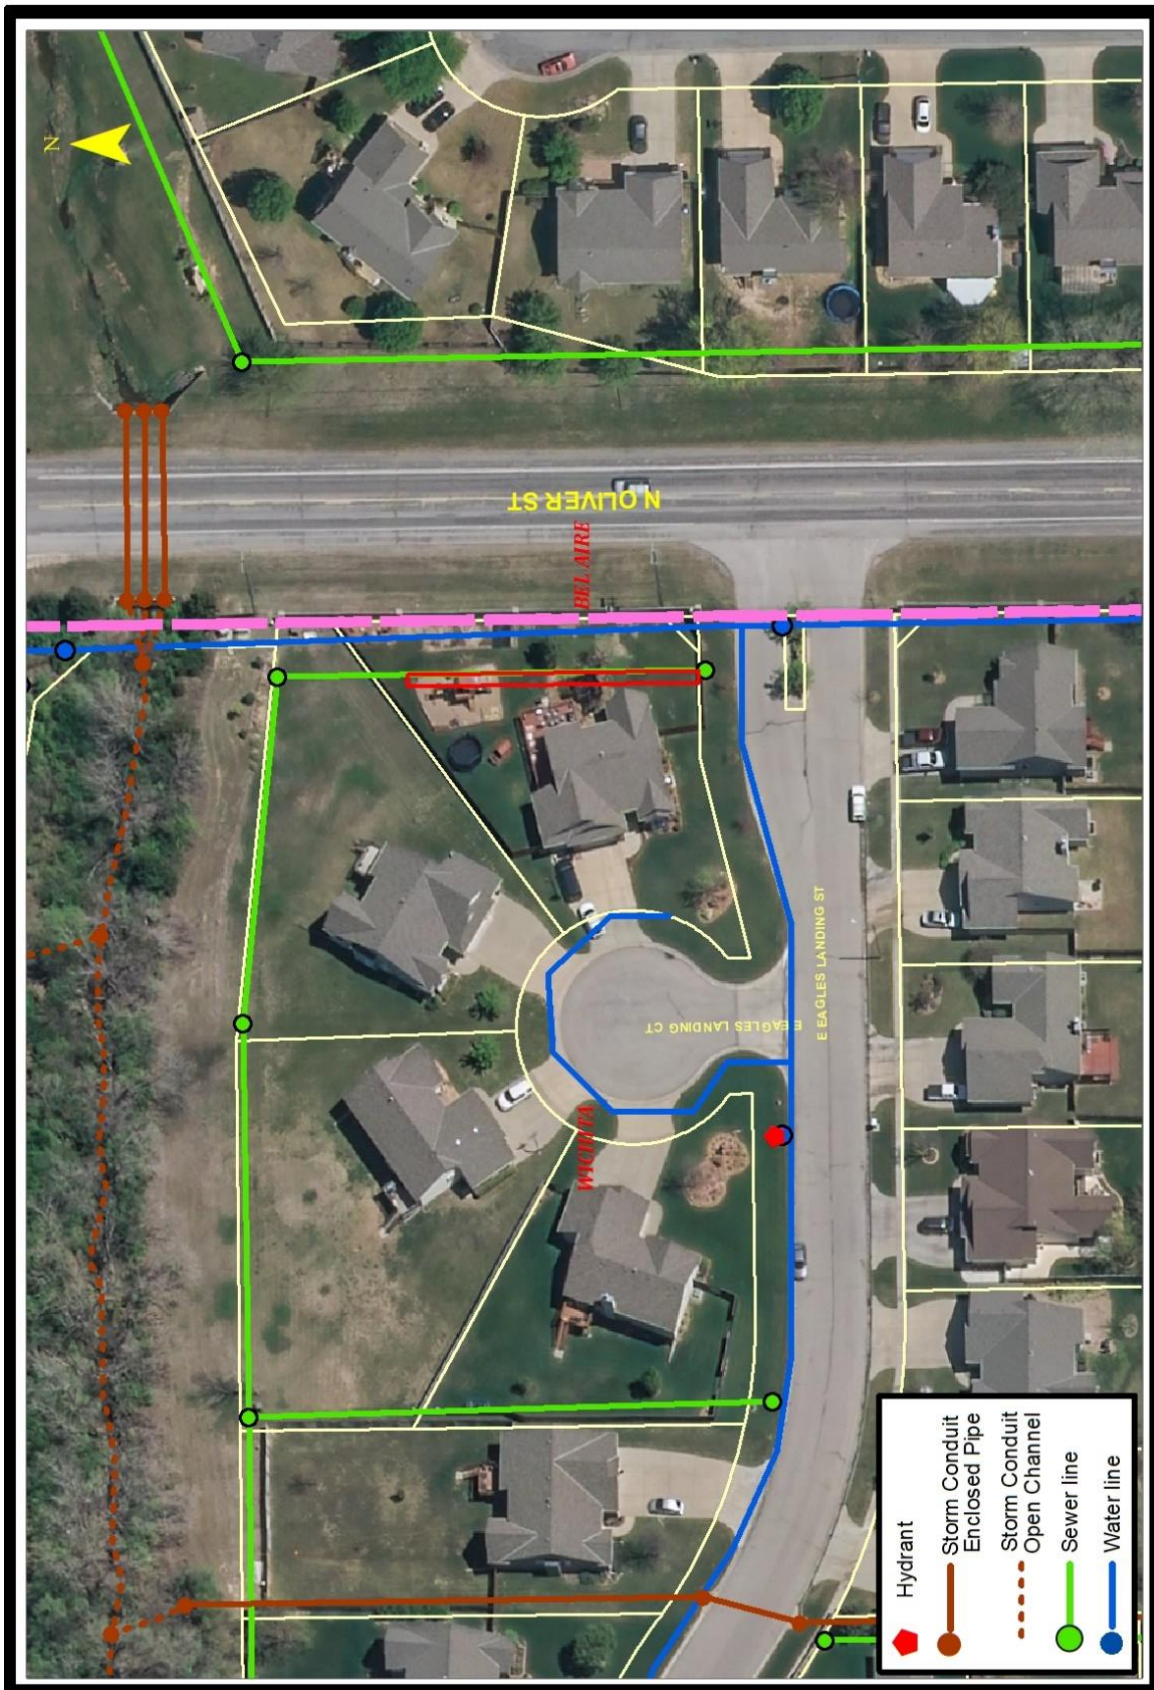 N
N OLIVER ST
BEL AIRE
E EAGLES LANDING ST
E EAGLES LANDING CT
WICHITA
Hydrant
Storm Conduit
Enclosed Pipe
Storm Conduit
Open Channel
Sewer line
Water line